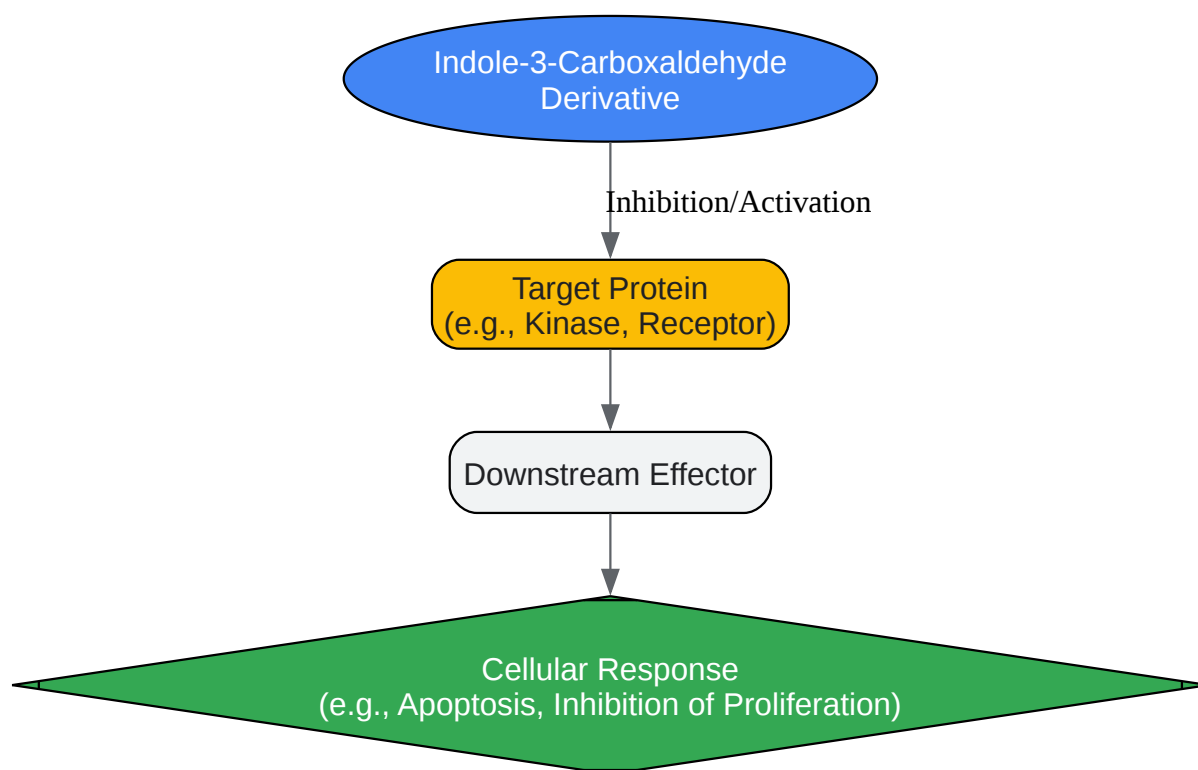 Indole-3-Carboxaldehyde
Derivative
Inhibition/Activation
Target Protein
(e.g., Kinase, Receptor)
Downstream Effector
Cellular Response
(e.g., Apoptosis, Inhibition of Proliferation)